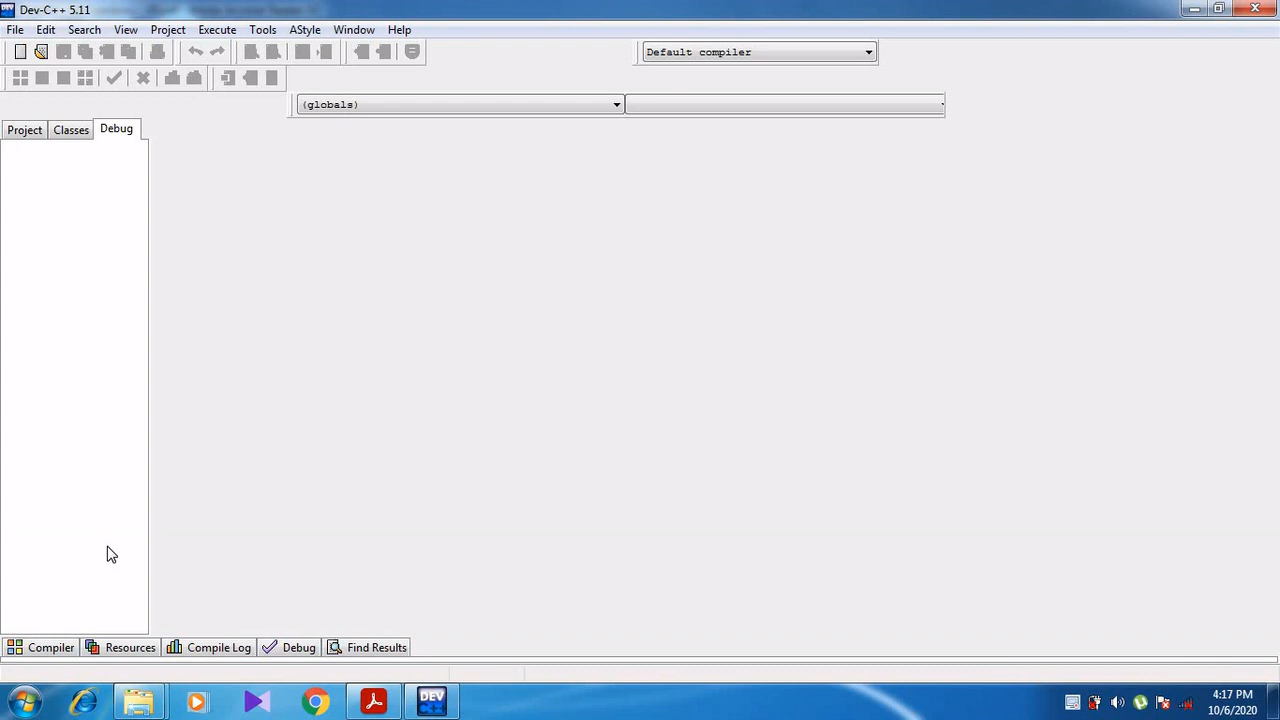 Dev-C++ 5.11
File Edit Search View Project Execute Tools AStyle Window Help
Default compiler
(globals)
Project Classes Debug
Compiler Resources Compile Log Debug Find Results
DEV
C++
4:17 PM
10/6/2020